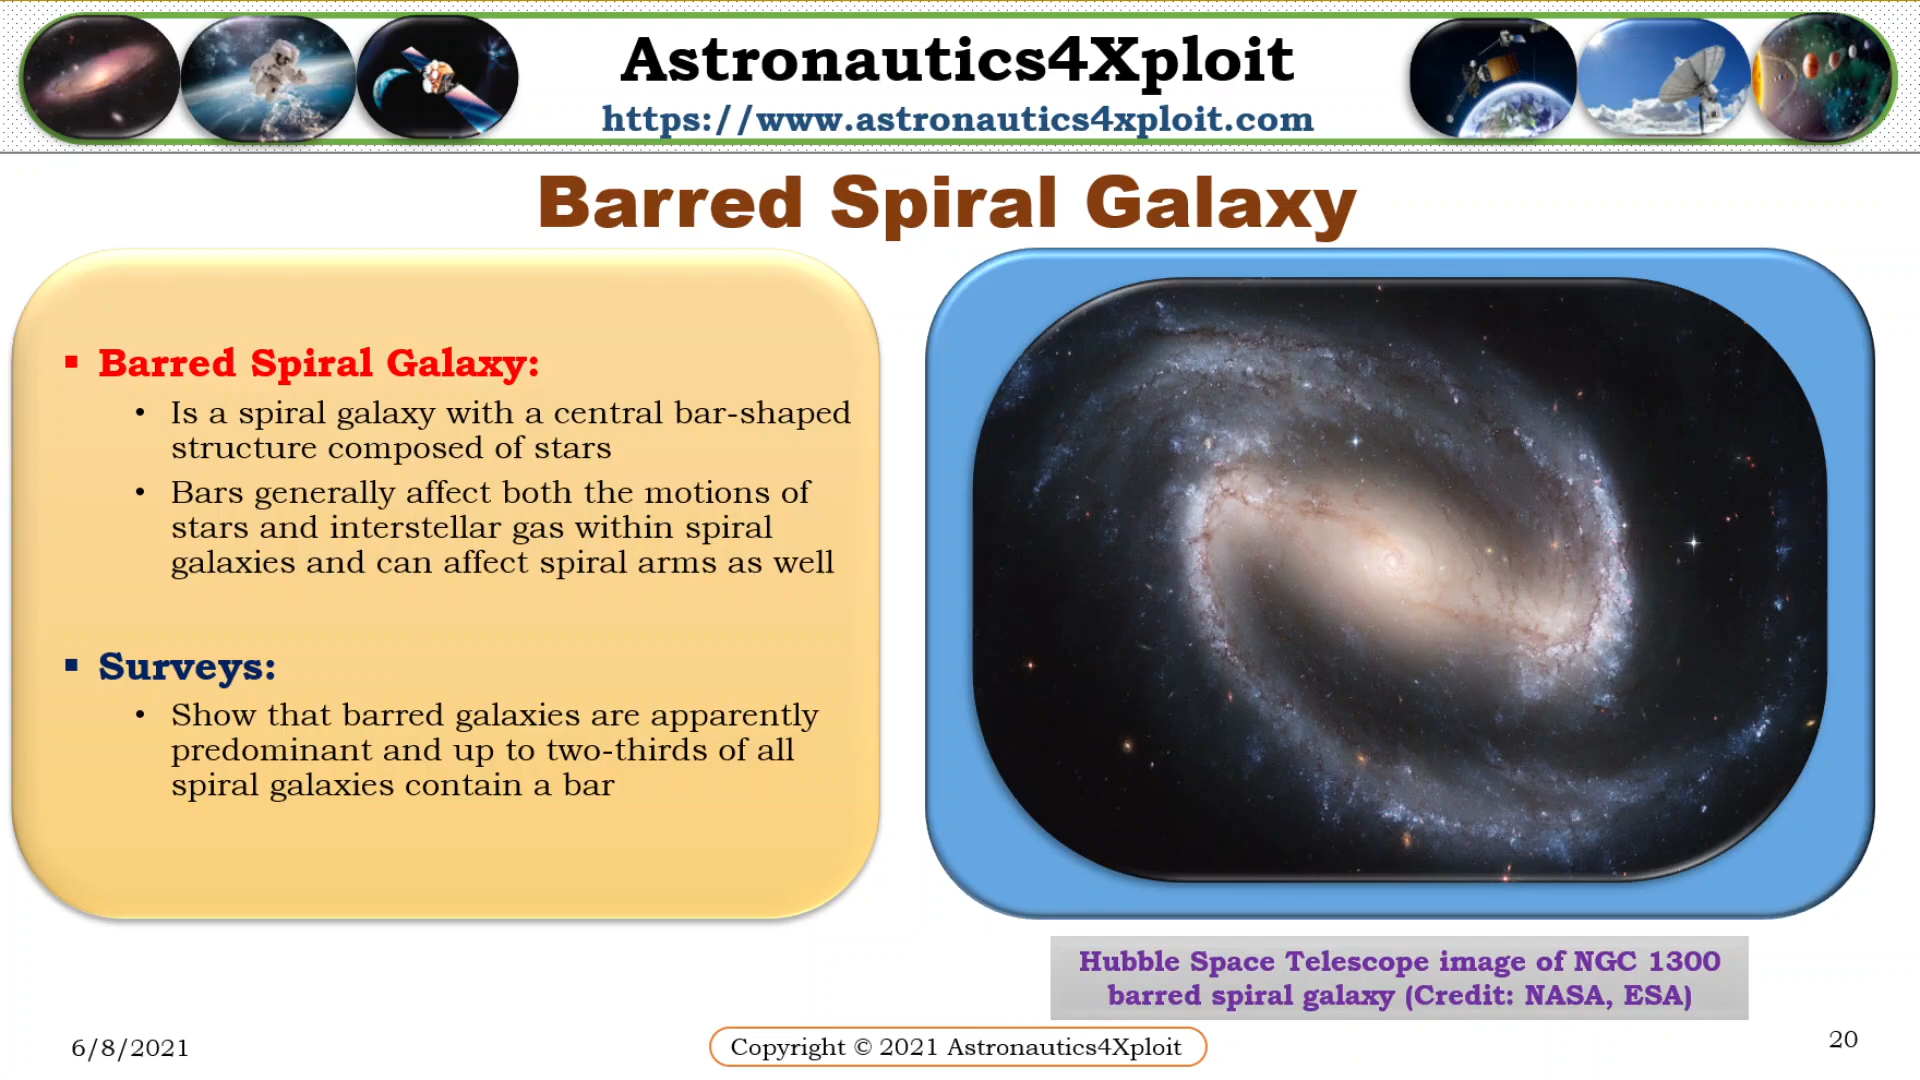 Astronautics4Xploit
https://www.astronautics4xploit.com
Barred Spiral Galaxy
▪ Barred Spiral Galaxy:
• Is a spiral galaxy with a central bar-shaped
structure composed of stars
• Bars generally affect both the motions of
stars and interstellar gas within spiral
galaxies and can affect spiral arms as well
▪ Surveys:
• Show that barred galaxies are apparently
predominant and up to two-thirds of all
spiral galaxies contain a bar
Hubble Space Telescope image of NGC 1300
barred spiral galaxy (Credit: NASA, ESA)
6/8/2021
Copyright © 2021 Astronautics4Xploit
20